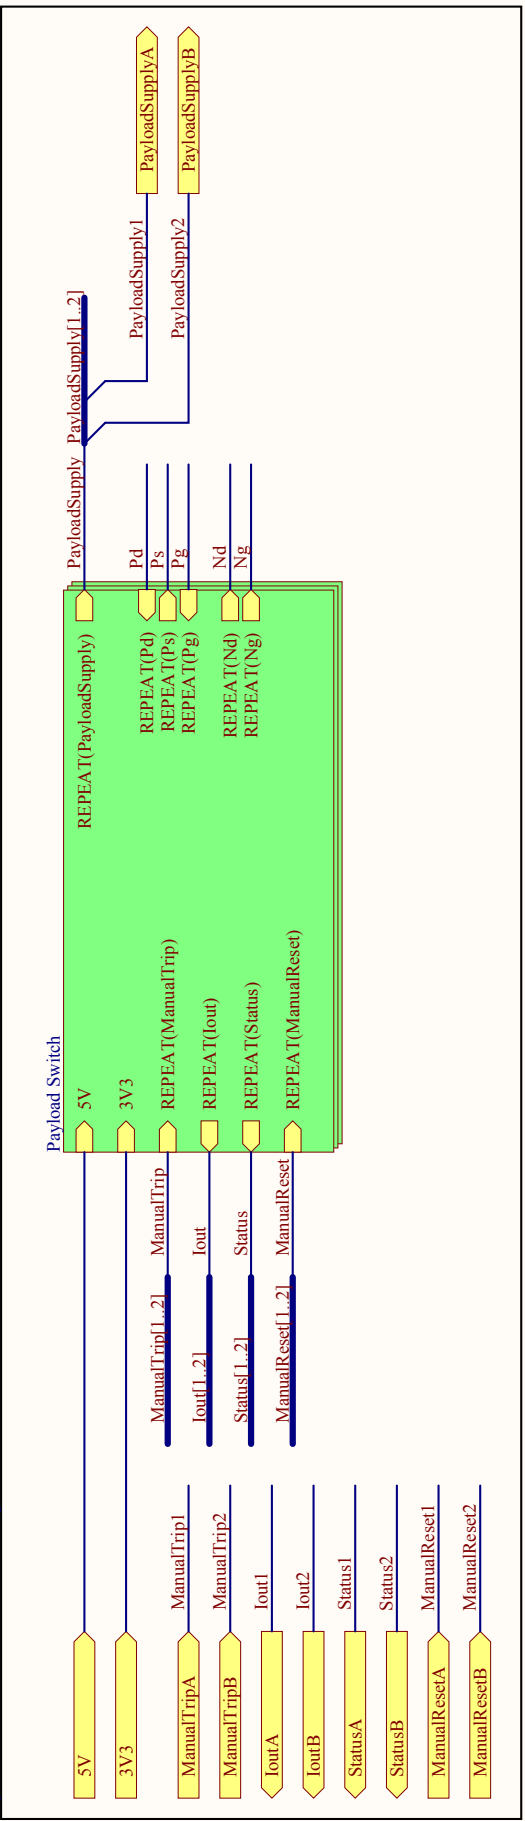 Payload Switch
5V
5V
3V3
3V3
ManualTripA
ManualTrip1
ManualTripB
ManualTrip2
IoutA
Iout1
IoutB
Iout2
StatusA
Status1
StatusB
Status2
ManualResetA
ManualReset1
ManualResetB
ManualReset2
ManualTrip[1..2]
ManualTrip
REPEAT(ManualTrip)
Iout[1..2]
Iout
REPEAT(Iout)
Status[1..2]
Status
REPEAT(Status)
ManualReset[1..2]
ManualReset
REPEAT(ManualReset)
REPEAT(PayloadSupply)
PayloadSupply
PayloadSupply[1..2]
PayloadSupply1
PayloadSupplyA
PayloadSupply2
PayloadSupplyB
REPEAT(Pd)
Pd
REPEAT(Ps)
Ps
REPEAT(Pg)
Pg
REPEAT(Nd)
Nd
REPEAT(Ng)
Ng